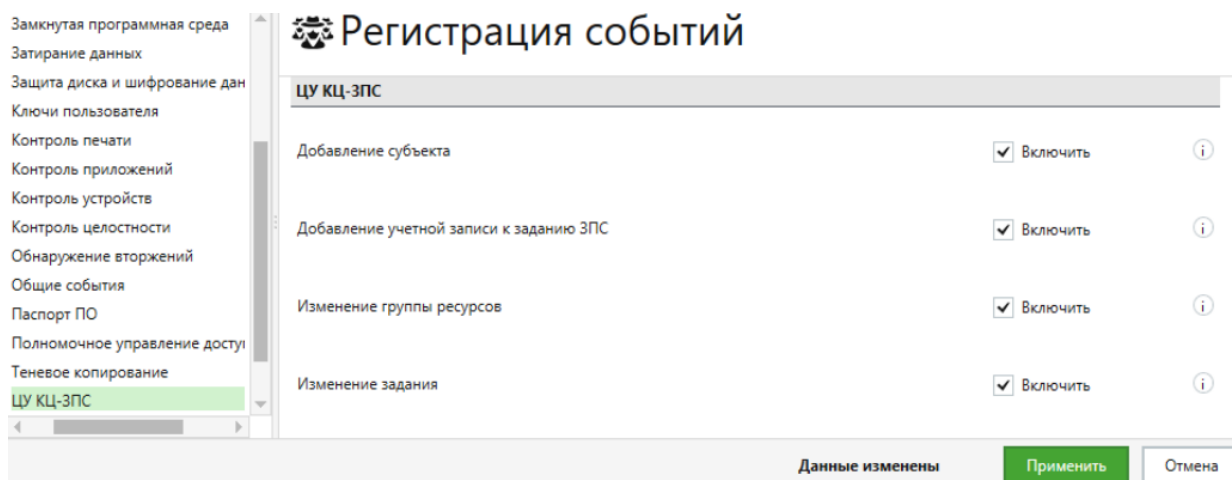 Замкнутая программная среда
Затирание данных
Защита диска и шифрование дан
Ключи пользователя
Контроль печати
Контроль приложений
Контроль устройств
Контроль целостности
Обнаружение вторжений
Общие события
Паспорт ПО
Полномочное управление досту
Теневое копирование
ЦУ КЦ-ЗПС
Регистрация событий
ЦУ КЦ-ЗПС
Добавление субъекта Включить
Добавление учетной записи к заданию ЗПС Включить
Изменение группы ресурсов Включить
Изменение задания Включить
Данные изменены Применить Отмена